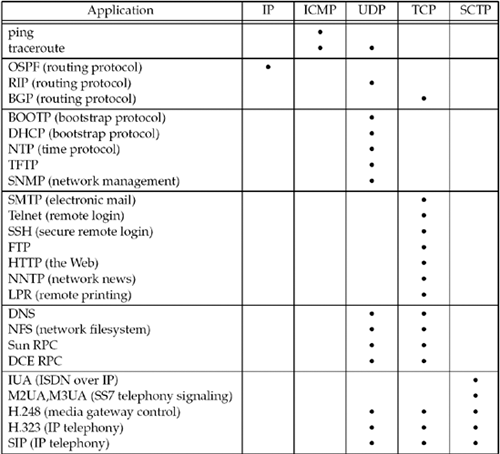 Application IP ICMP UDP TCP SCTP
ping •
traceroute • •
OSPF (routing protocol) •
RIP (routing protocol) •
BGP (routing protocol) •
BOOTP (bootstrap protocol) •
DHCP (bootstrap protocol) •
NTP (time protocol) •
TFTP •
SNMP (network management) •
SMTP (electronic mail) •
Telnet (remote login) •
SSH (secure remote login) •
FTP •
HTTP (the Web) •
NNTP (network news) •
LPR (remote printing) •
DNS • •
NFS (network filesystem) • •
Sun RPC • •
DCE RPC • •
IUA (ISDN over IP) •
M2UA,M3UA (SS7 telephony signaling) •
H.248 (media gateway control) • • •
H.323 (IP telephony) • • •
SIP (IP telephony) • • •